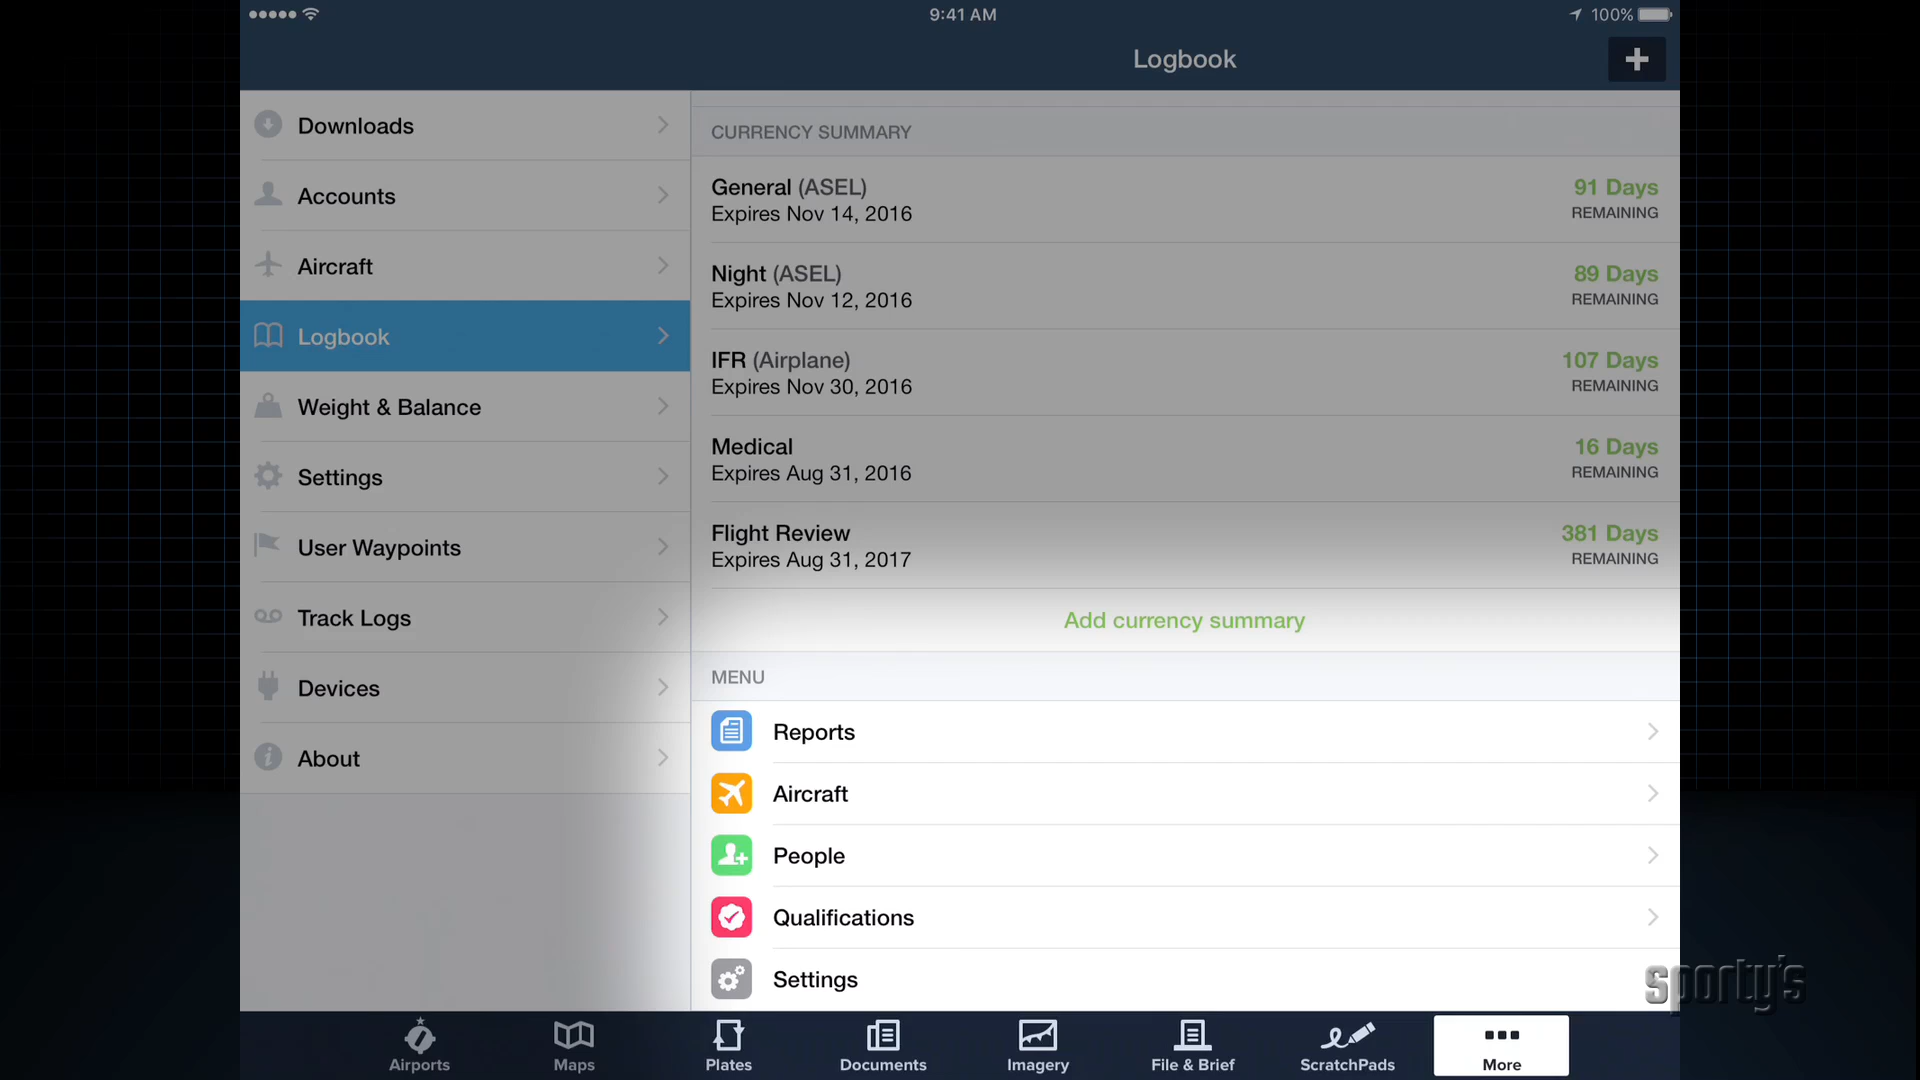 9:41 AM
100%
Logbook
Downloads
Accounts
Aircraft
Logbook
Weight & Balance
Settings
User Waypoints
Track Logs
Devices
About
CURRENCY SUMMARY
General (ASEL)
Expires Nov 14, 2016
91 Days
REMAINING
Night (ASEL)
Expires Nov 12, 2016
89 Days
REMAINING
IFR (Airplane)
Expires Nov 30, 2016
107 Days
REMAINING
Medical
Expires Aug 31, 2016
16 Days
REMAINING
Flight Review
Expires Aug 31, 2017
381 Days
REMAINING
Add currency summary
MENU
Reports
Aircraft
People
Qualifications
Settings
sporty's
Airports
Maps
Plates
Documents
Imagery
File & Brief
ScratchPads
More